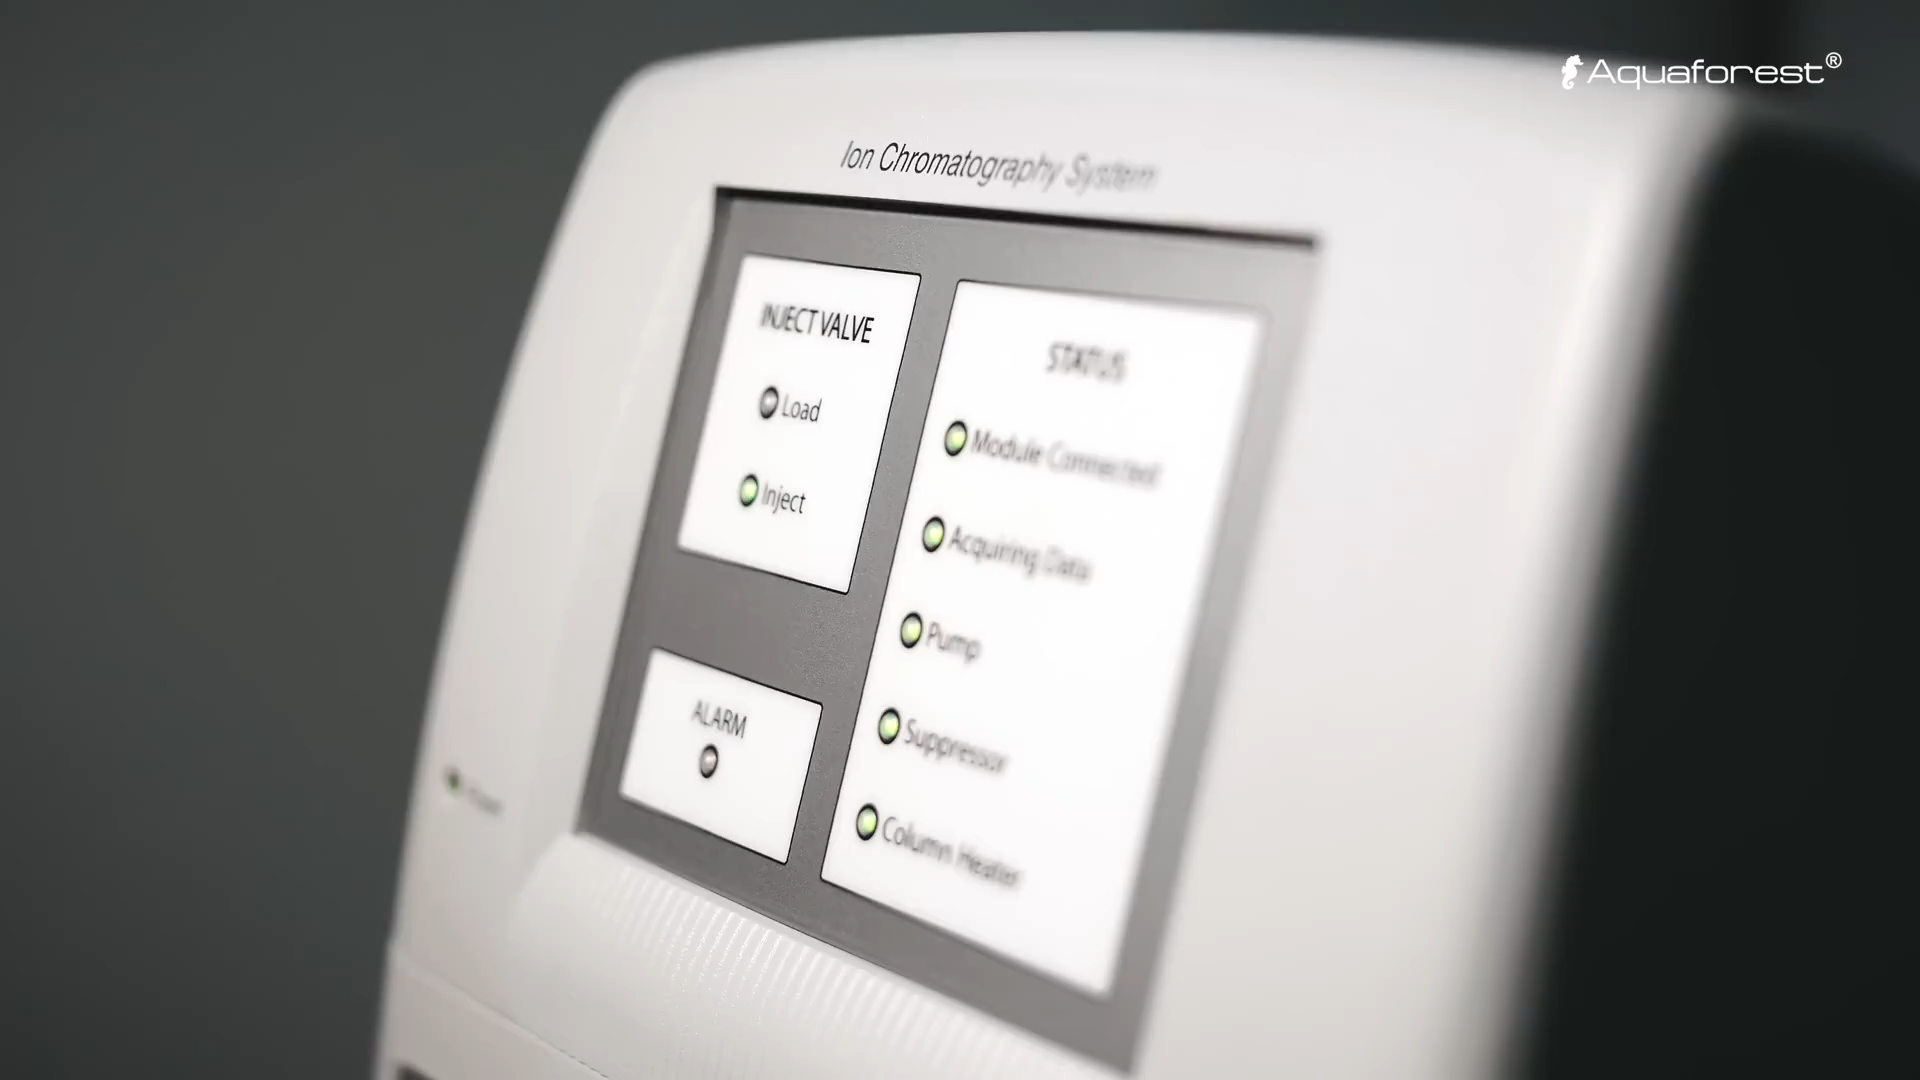 Aquaforest®
Ion Chromatography System
INJECT VALVE
Load
Inject
ALARM
STATUS
Module Connected
Acquiring Data
Pump
Suppressor
Column Heater